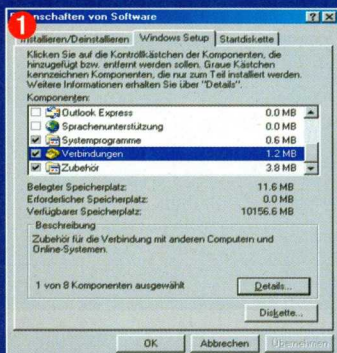 1
nschaften von Software
Installieren/Deinstallieren Windows Setup Startdiskette
Klicken Sie auf die Kontrollkästchen der Komponenten, die
hinzugefügt bzw. entfernt werden sollen. Graue Kästchen
kennzeichnen Komponenten, die nur zum Teil installiert werden.
Weitere Informationen erhalten Sie über "Details".
Komponenten:
Outlook Express 0.0 MB
Sprachenunterstützung 0.0 MB
Systemprogramme 0.6 MB
Verbindungen 1.2 MB
Zubehör 3.8 MB
Belegter Speicherplatz: 11.6 MB
Erforderlicher Speicherplatz: 0.0 MB
Verfügbarer Speicherplatz: 10156.6 MB
Beschreibung
Zubehör für die Verbindung mit anderen Computern und
Online-Systemen.
1 von 8 Komponenten ausgewählt Details...
Diskette...
OK Abbrechen Übernehmen